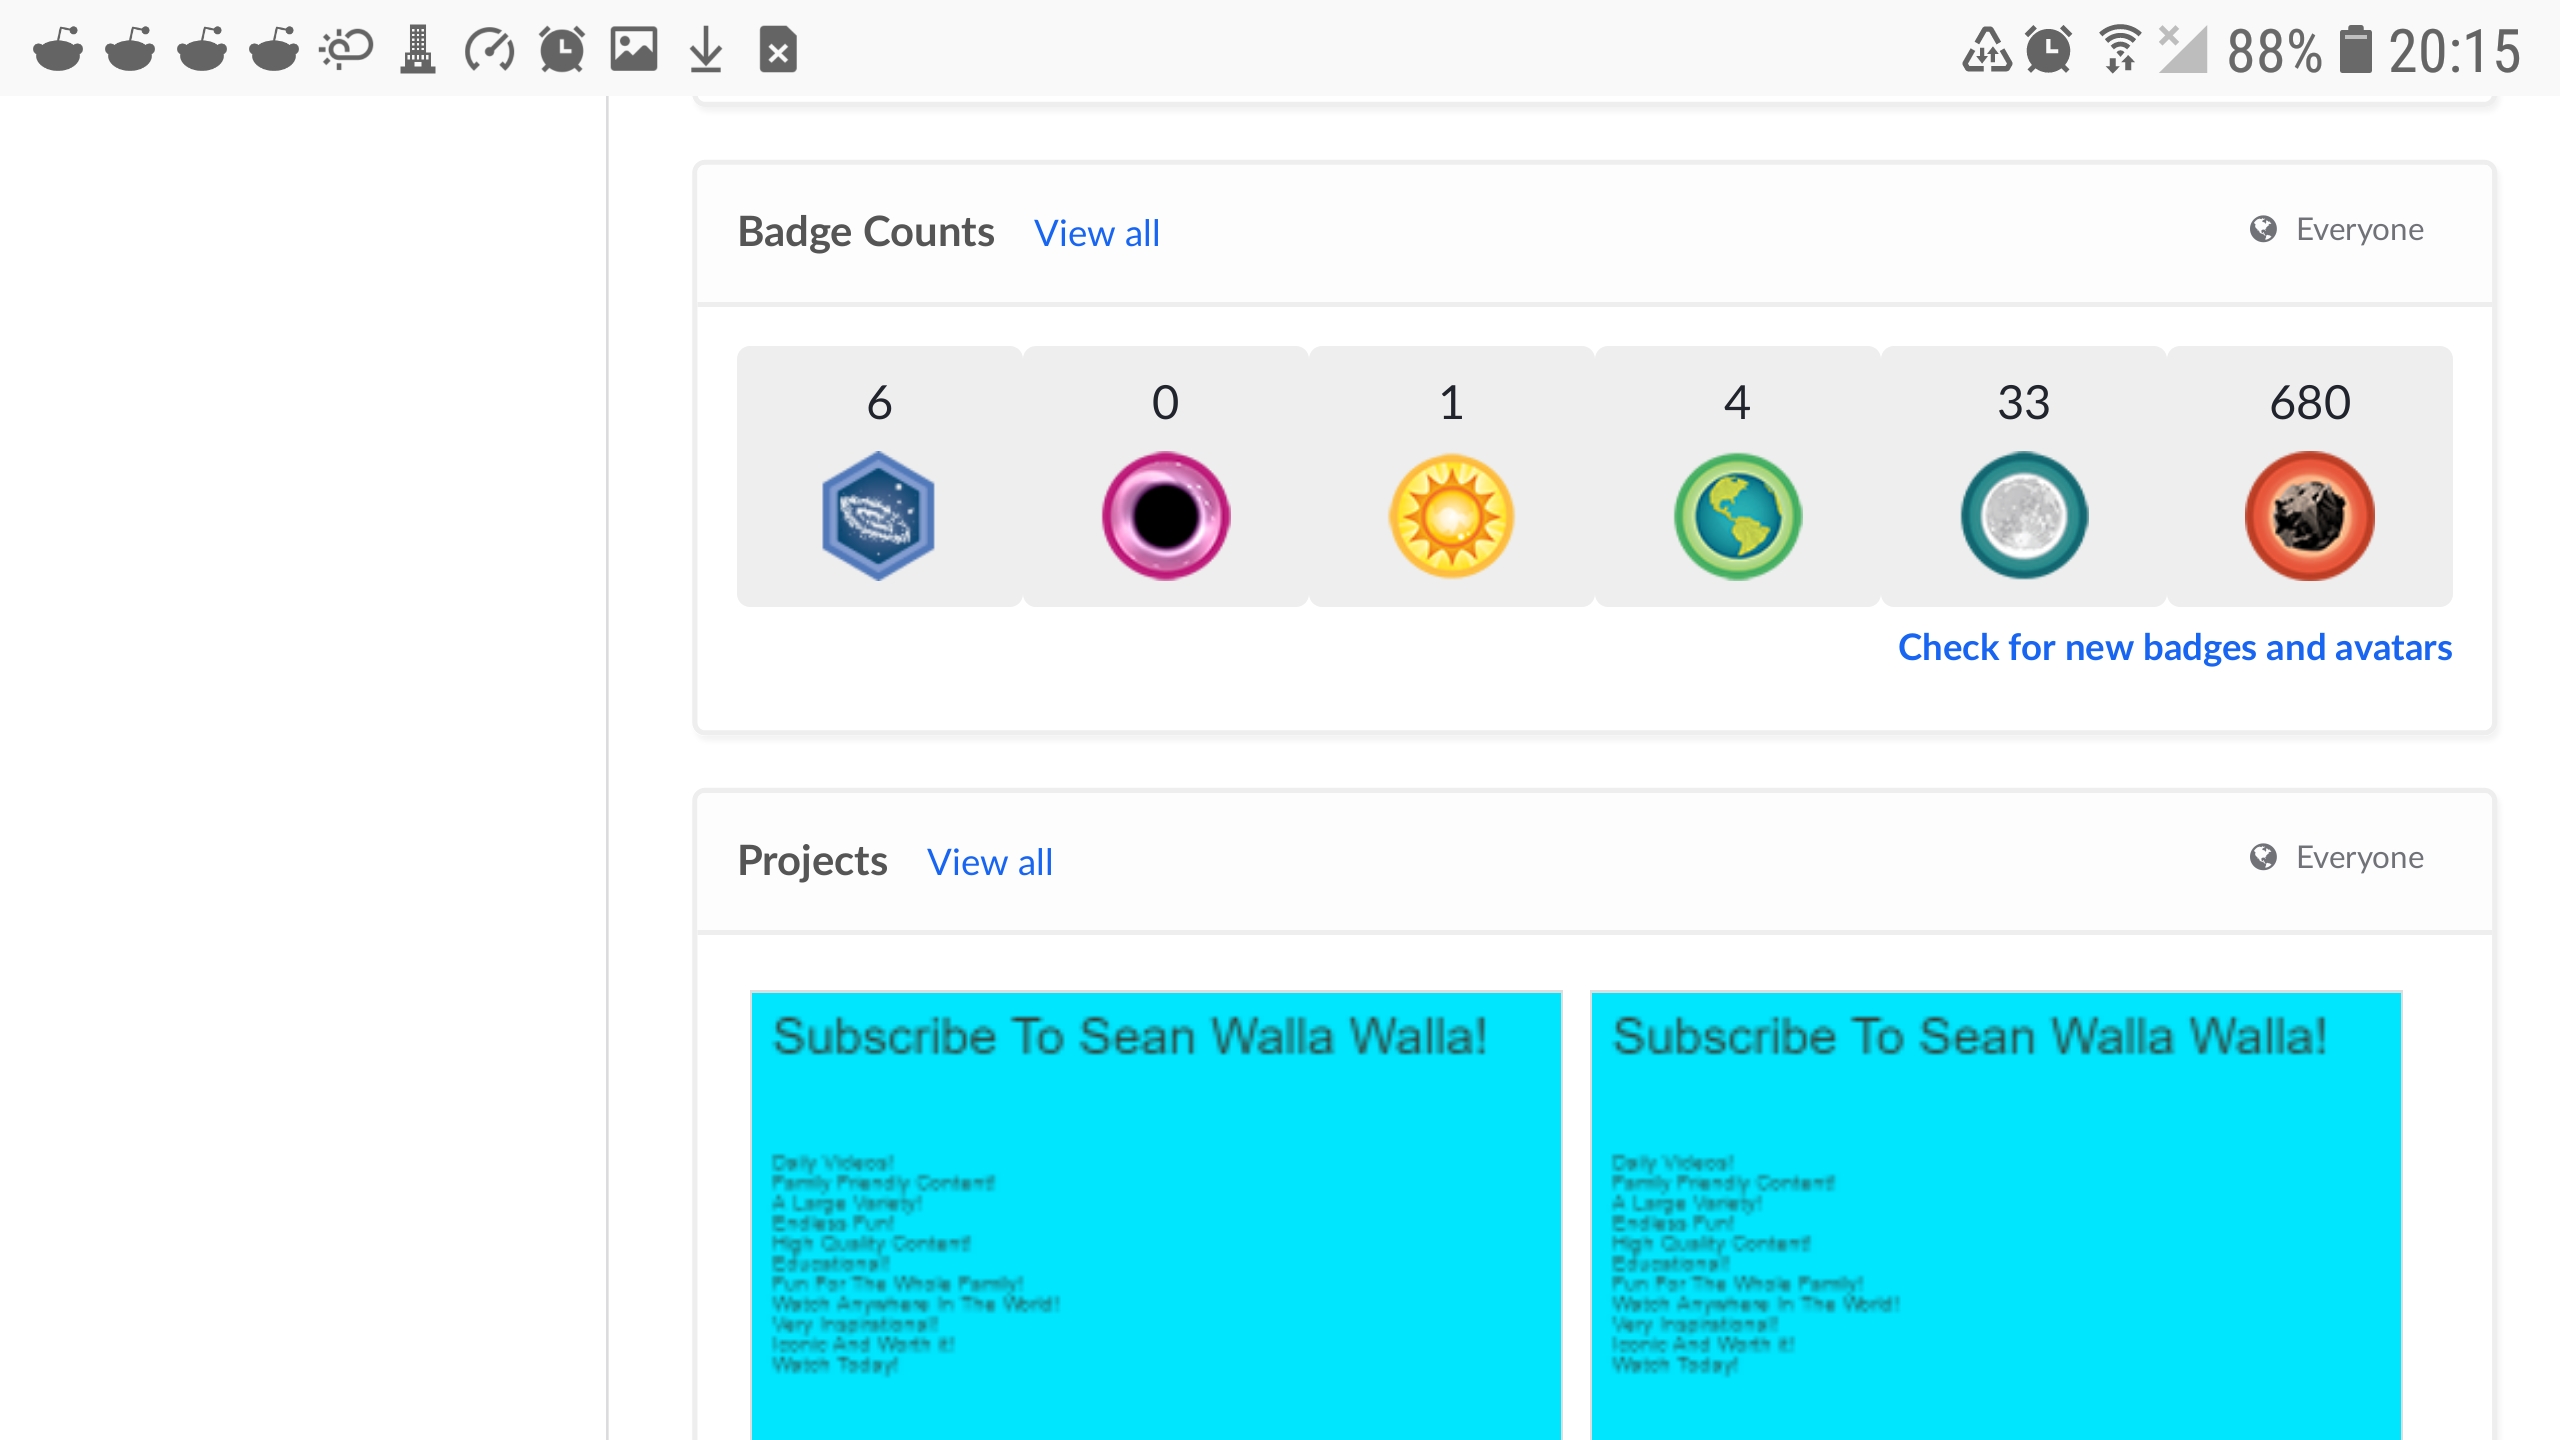 88% 20:15
Badge Counts View all Everyone
6 0 1 4 33 680
Check for new badges and avatars
Projects View all Everyone
Subscribe To Sean Walla Walla! Subscribe To Sean Walla Walla!
Daily Videos! Daily Videos!
Family Friendly Content! Family Friendly Content!
A Large Variety! A Large Variety!
Endless Fun! Endless Fun!
High Quality Content! High Quality Content!
Educational! Educational!
Fun For The Whole Family! Fun For The Whole Family!
Watch Anywhere In The World! Watch Anywhere In The World!
Very Inspirational! Very Inspirational!
Iconic And Worth it! Iconic And Worth it!
Watch Today! Watch Today!